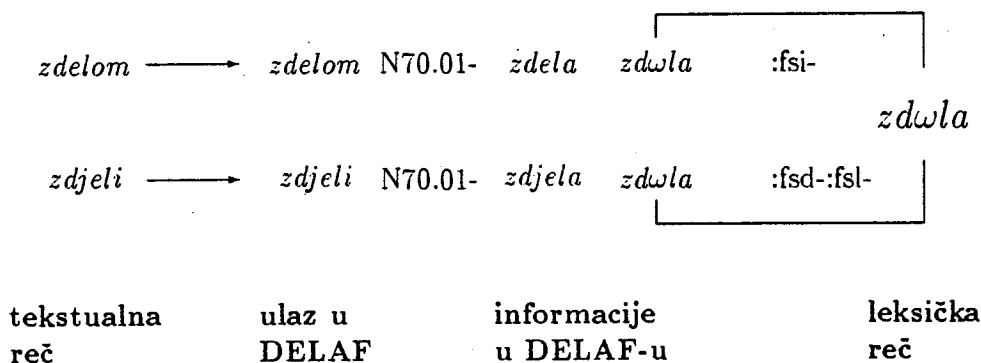 zdelom zdelom N70.01- zdela zdωla :fsi-
zdωla
zdjeli zdjeli N70.01- zdjela zdωla :fsd-:fsl-
tekstualna ulaz u informacije leksička
reč DELAF u DELAF-u reč